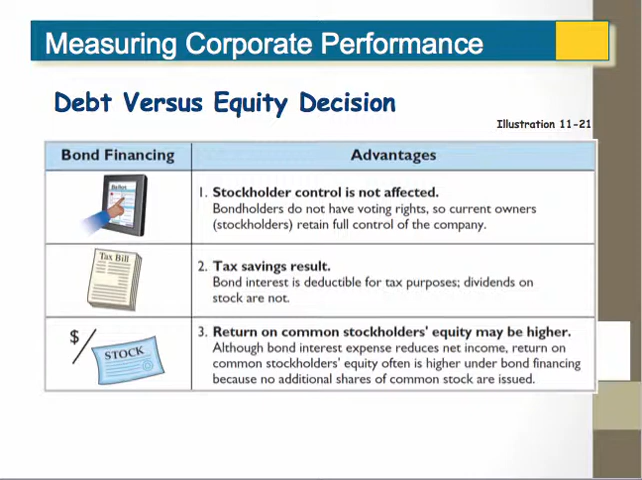 Measuring Corporate Performance
Debt Versus Equity Decision
Illustration 11-21
Bond Financing
Advantages
Ballot
1. Stockholder control is not affected.
Bondholders do not have voting rights, so current owners
(stockholders) retain full control of the company.
Tax Bill
2. Tax savings result.
Bond interest is deductible for tax purposes; dividends on
stock are not.
$/
STOCK
3. Return on common stockholders' equity may be higher.
Although bond interest expense reduces net income, return on
common stockholders' equity often is higher under bond financing
because no additional shares of common stock are issued.